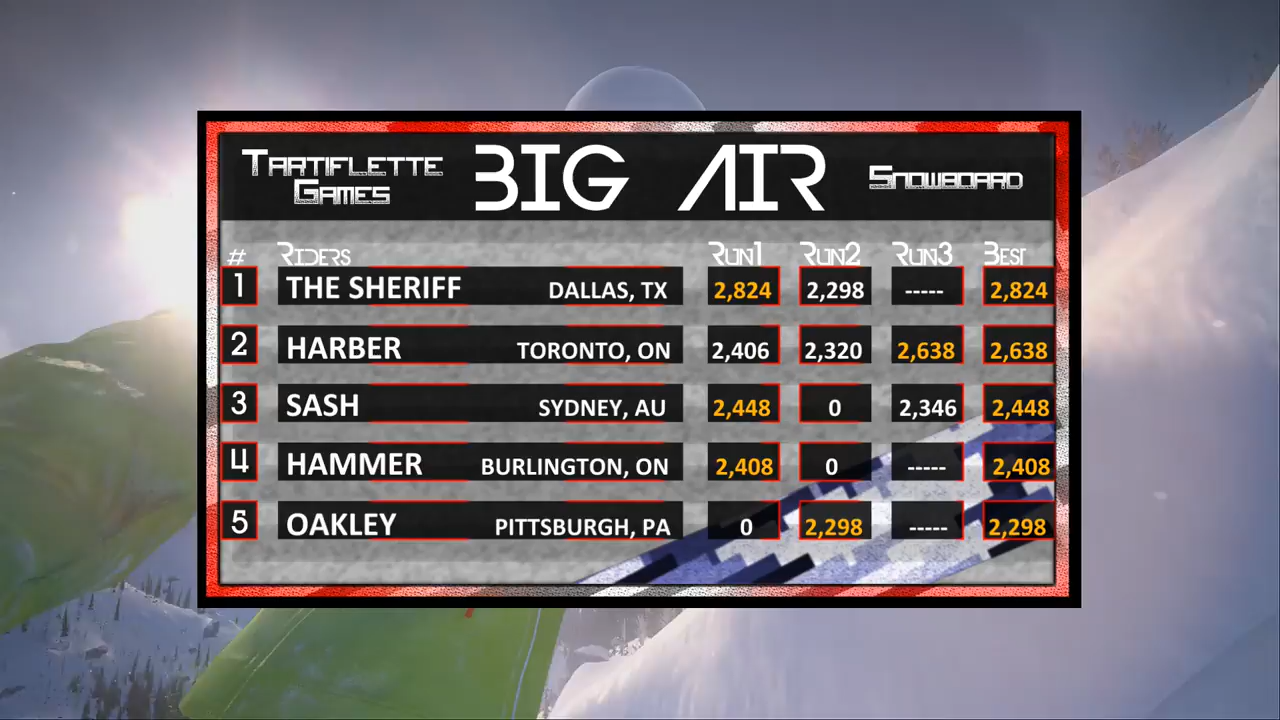 TARTIFLETTE GAMES BIG AIR SNOWBOARD
# RIDERS RUN1 RUN2 RUN3 BEST
1 THE SHERIFF DALLAS, TX 2,824 2,298 ----- 2,824
2 HARBER TORONTO, ON 2,406 2,320 2,638 2,638
3 SASH SYDNEY, AU 2,448 0 2,346 2,448
4 HAMMER BURLINGTON, ON 2,408 0 ----- 2,408
5 OAKLEY PITTSBURGH, PA 0 2,298 ----- 2,298